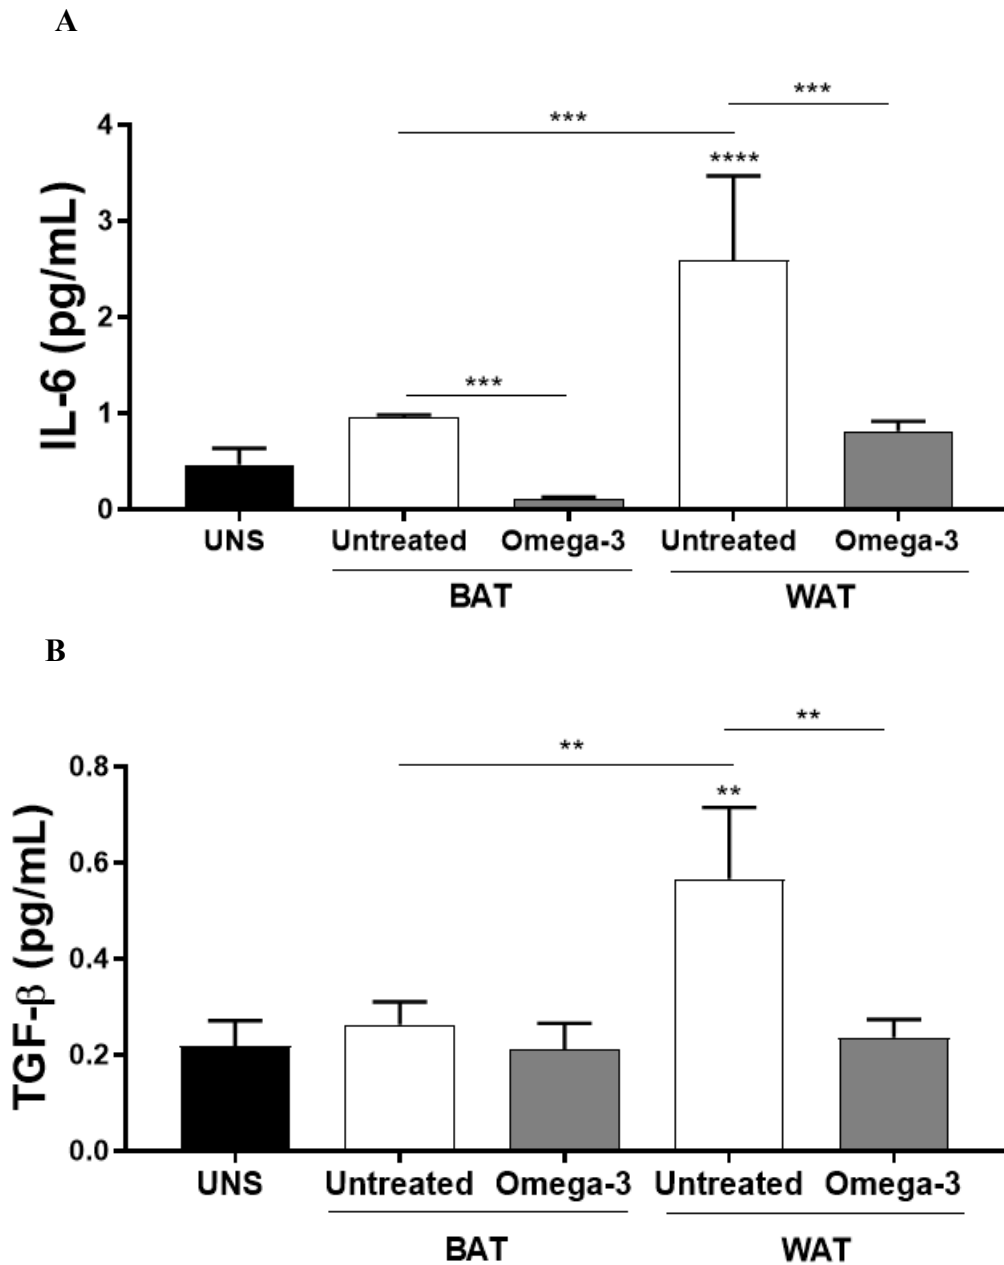 A
***
***
****
4
3
2
1
0
IL-6 (pg/mL)
***
UNS Untreated Omega-3 Untreated Omega-3
BAT WAT
B
**
**
**
0.8
0.6
0.4
0.2
0.0
TGF-β (pg/mL)
UNS Untreated Omega-3 Untreated Omega-3
BAT WAT